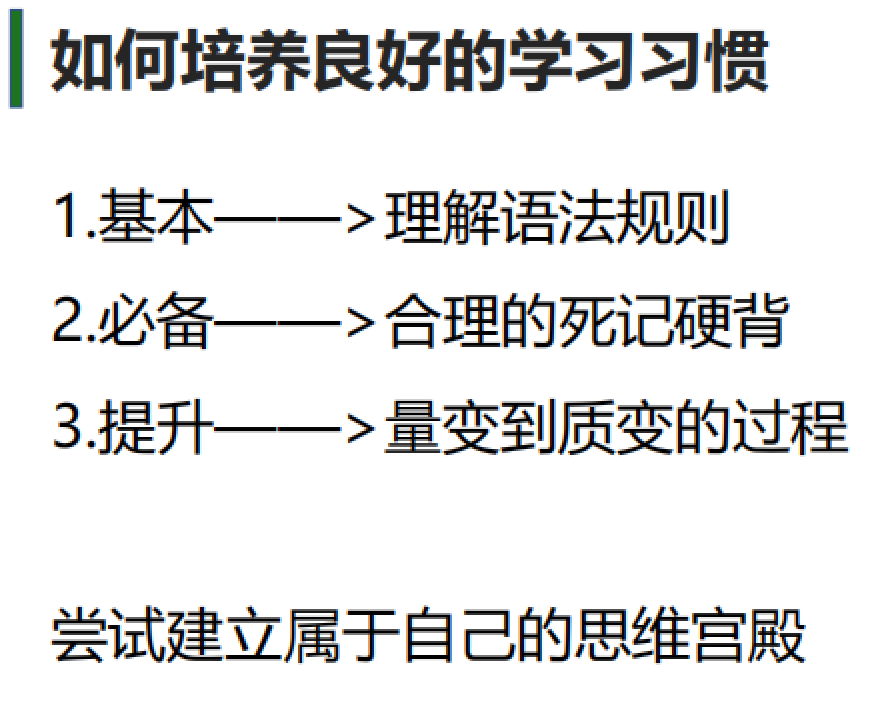 如何培养良好的学习习惯
1.基本——>理解语法规则
2.必备——>合理的死记硬背
3.提升——>量变到质变的过程
尝试建立属于自己的思维宫殿